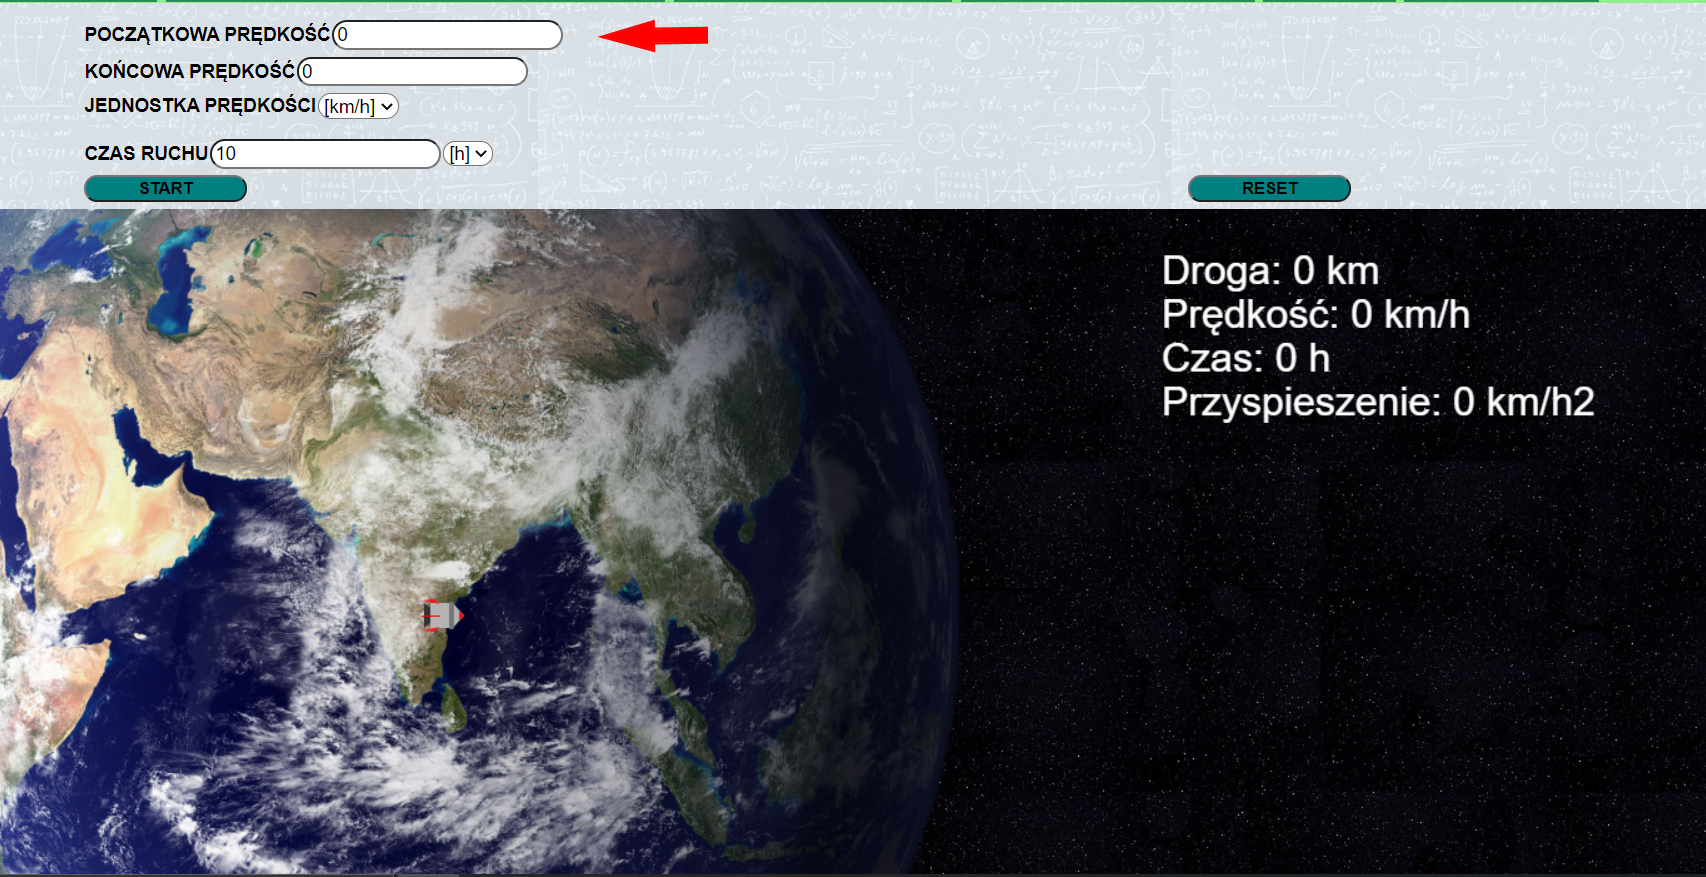 POCZĄTKOWA PRĘDKOŚĆ 0
KOŃCOWA PRĘDKOŚĆ 0
JEDNOSTKA PRĘDKOŚCI [km/h]
CZAS RUCHU 10 [h]
START RESET
Droga: 0 km
Prędkość: 0 km/h
Czas: 0 h
Przyspieszenie: 0 km/h2